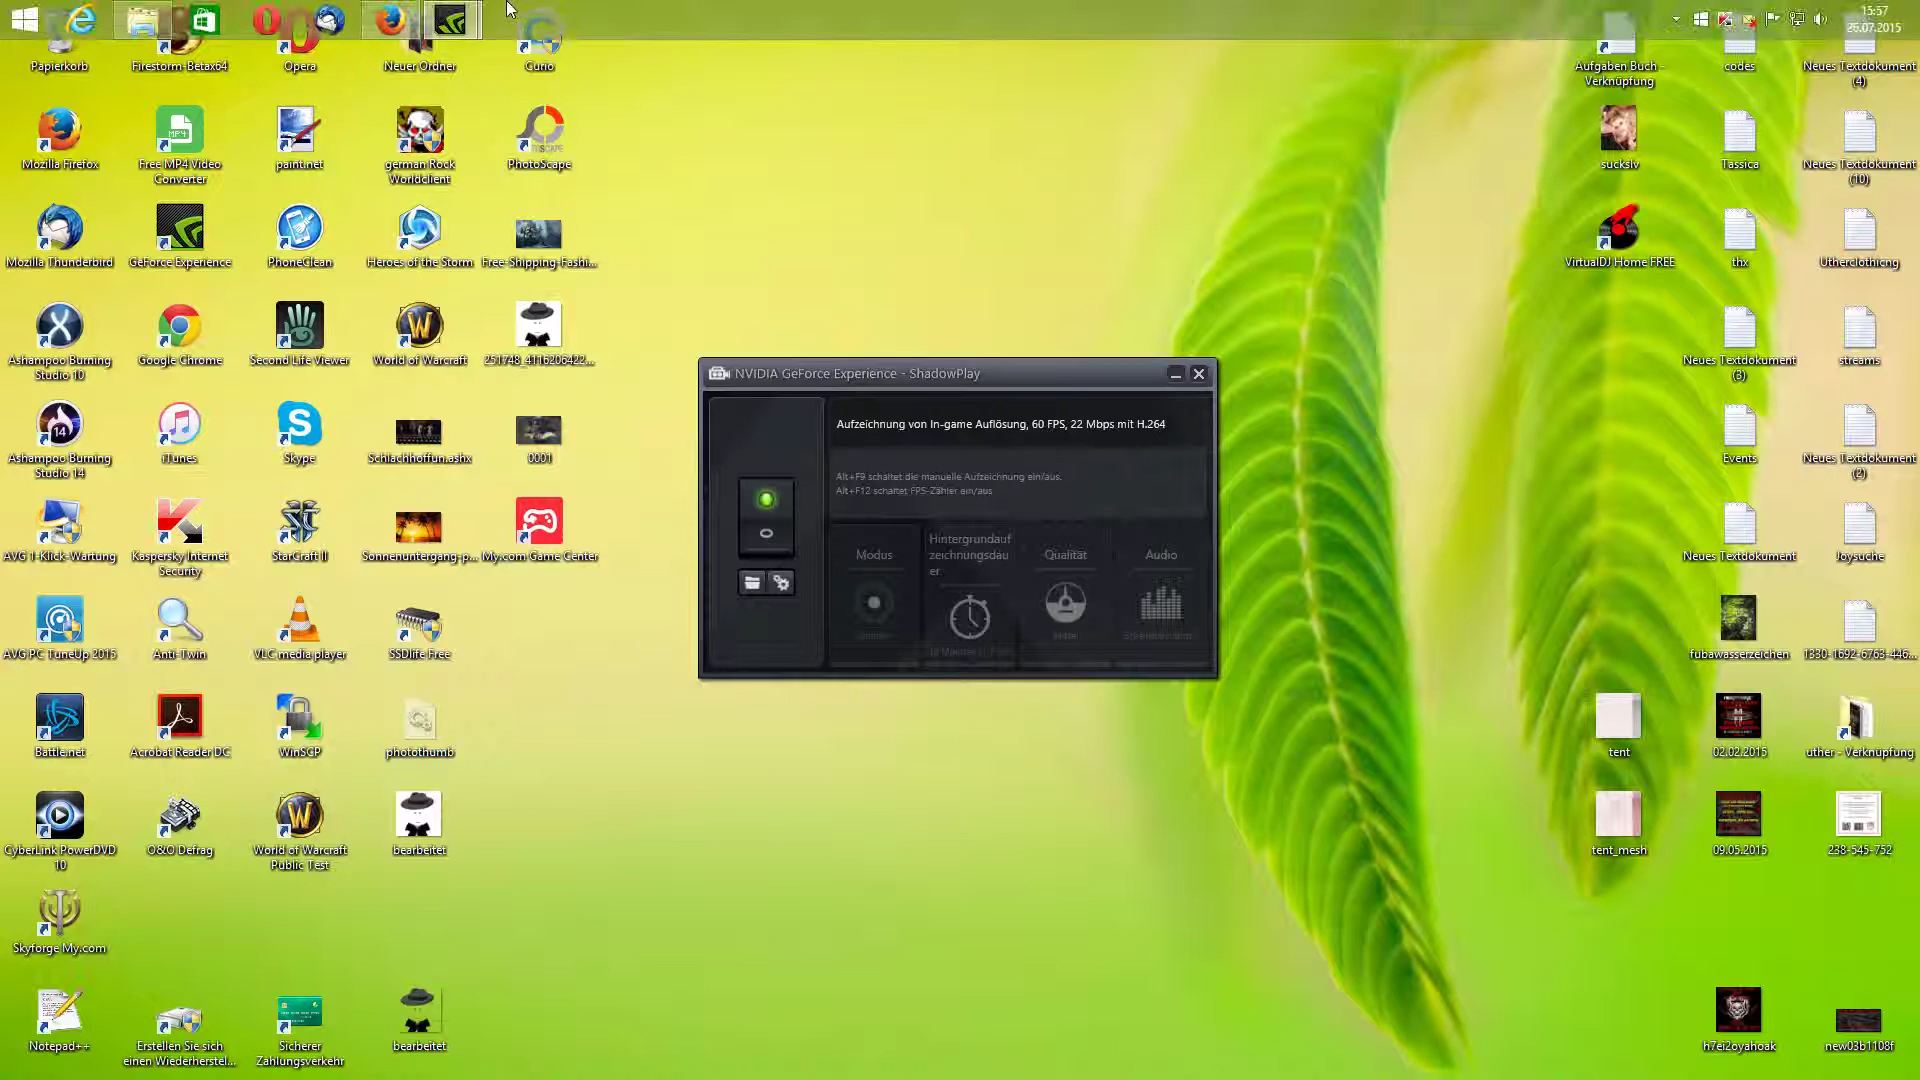 15:57
26.07.2015
Papierkorb
Firestorm-Betax64
Opera
Neuer Ordner
Curio
Aufgaben Buch -
Verknüpfung
codes
Neues Textdokument
(4)
Mozilla Firefox
Free MP4 Video
Converter
paint.net
german Rock
Worldclient
PhotoScape
suckslv
Tassica
Neues Textdokument
(10)
Mozilla Thunderbird
GeForce Experience
PhoneClean
Heroes of the Storm
Free-Shipping-Fashi...
VirtualDJ Home FREE
thx
Utherclothicng
Ashampoo Burning
Studio 10
Google Chrome
Second Life Viewer
World of Warcraft
251748_4116206422...
Neues Textdokument
(3)
streams
NVIDIA GeForce Experience - ShadowPlay
Aufzeichnung von In-game Auflösung, 60 FPS, 22 Mbps mit H.264
Alt+F9 schaltet die manuelle Aufzeichnung ein/aus.
Alt+F12 schaltet FPS-Zähler ein/aus
Modus
Hintergrundauf
zeichnungsdau
er
Qualität
Audio
Ashampoo Burning
Studio 14
iTunes
Skype
Schlachhoffun.ashx
0001
Events
Neues Textdokument
(2)
AVG 1-Klick-Wartung
Kaspersky Internet
Security
StarCraft II
Sonnenuntergang-p...
My.com Game Center
Neues Textdokument
Joysuche
AVG PC TuneUp 2015
Anti-Twin
VLC media player
SSDlife Free
fubawasserzeichen
1330-1692-6763-446...
Battle.net
Acrobat Reader DC
WinSCP
photothumb
tent
02.02.2015
uther - Verknüpfung
CyberLink PowerDVD
10
O&O Defrag
World of Warcraft
Public Test
bearbeitet
tent_mesh
09.05.2015
238-545-752
Skyforge My.com
Notepad++
Erstellen Sie sich
einen Wiederherstel...
Sicherer
Zahlungsverkehr
bearbeitet
h7ei2oyahoak
new03b1108f